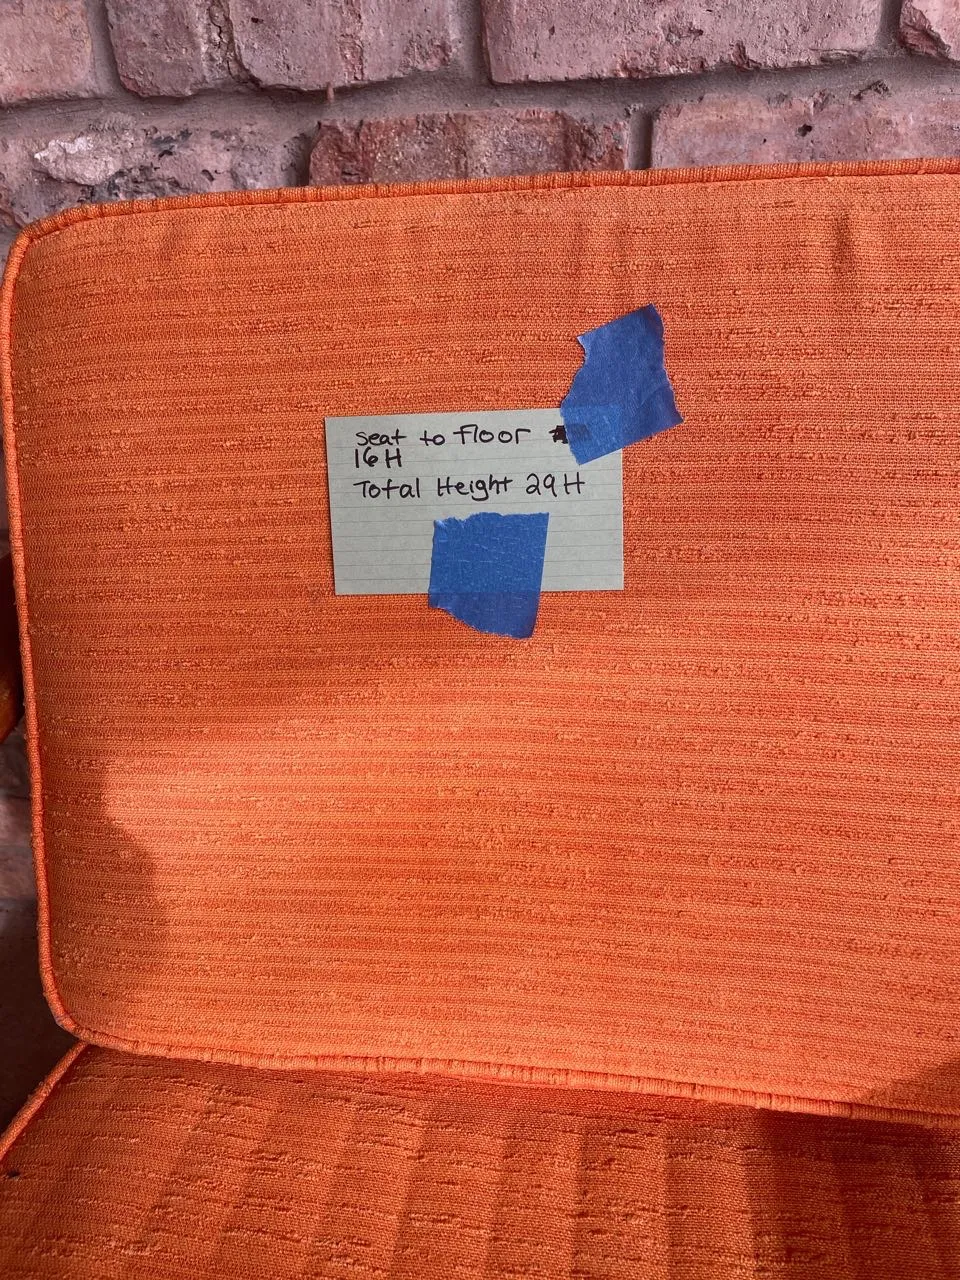 Seat to Floor
16H
Total Height 29H